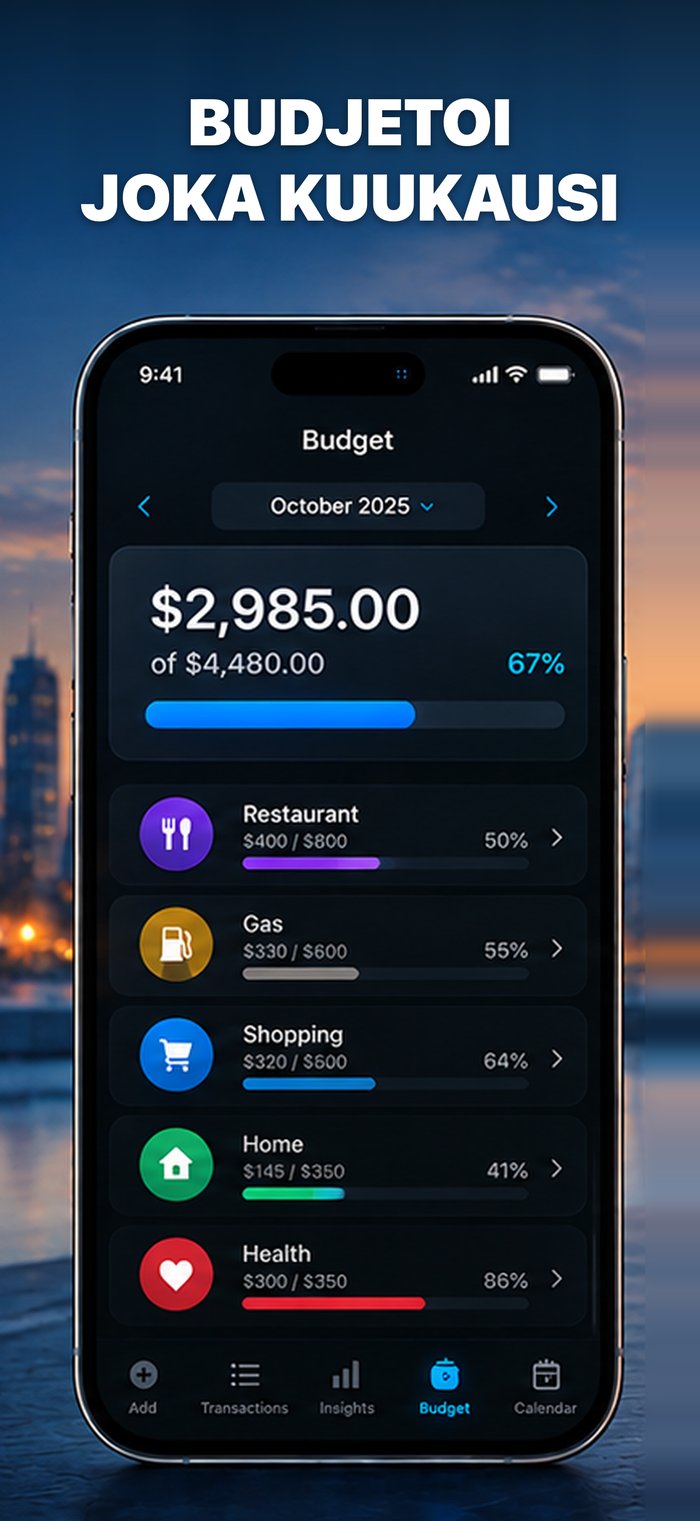 BUDJETOI
JOKA KUUKAUSI
9:41
Budget
October 2025
$2,985.00
of $4,480.00
67%
Restaurant
$400 / $800
50%
Gas
$330 / $600
55%
Shopping
$320 / $600
64%
Home
$145 / $350
41%
Health
$300 / $350
86%
Add
Transactions
Insights
Budget
Calendar